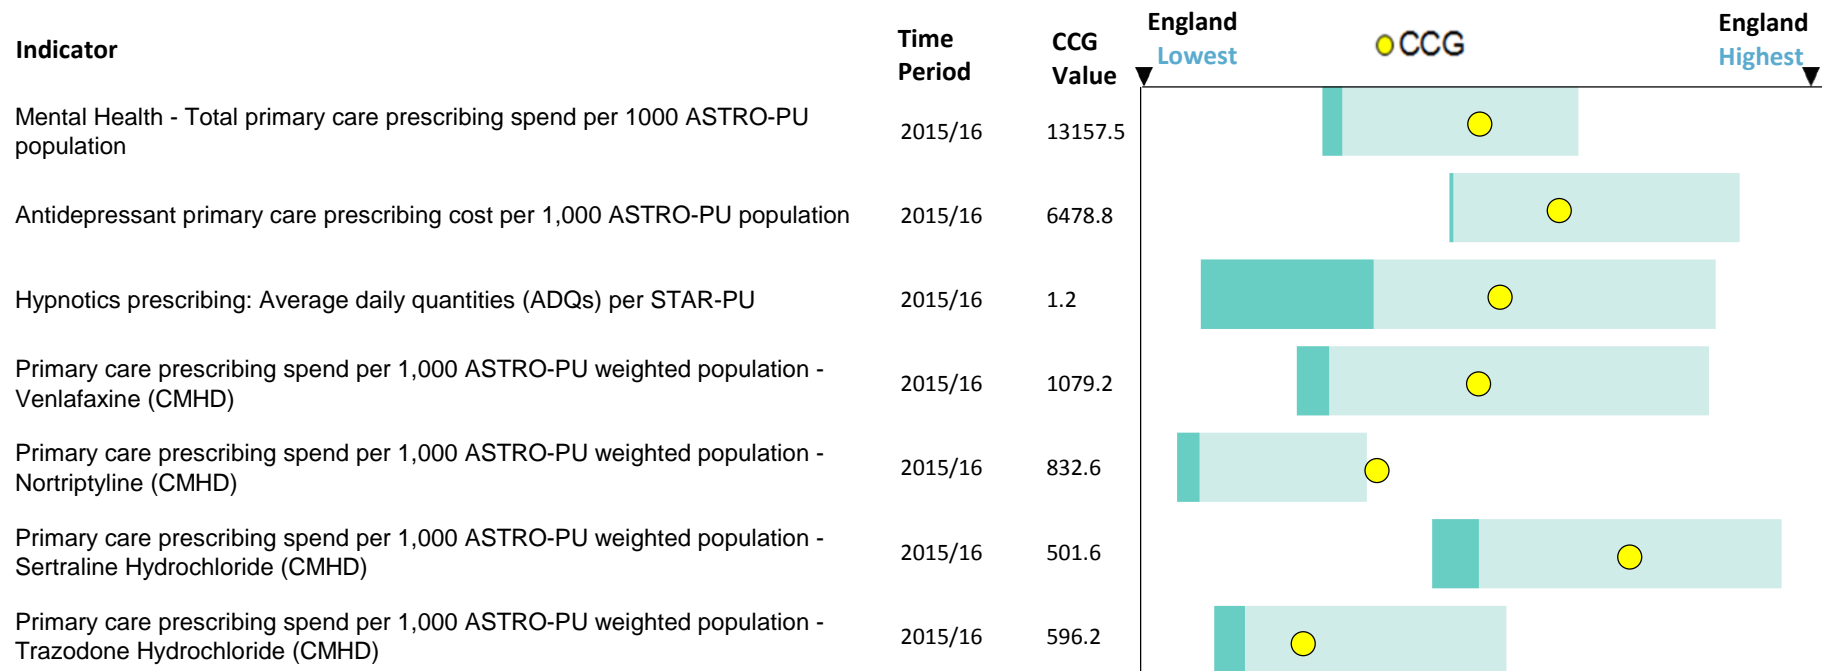 Indicator
Time
Period
CCG
Value
England
Lowest
CCG
England
Highest
Mental Health - Total primary care prescribing spend per 1000 ASTRO-PU
population
2015/16
13157.5
Antidepressant primary care prescribing cost per 1,000 ASTRO-PU population
2015/16
6478.8
Hypnotics prescribing: Average daily quantities (ADQs) per STAR-PU
2015/16
1.2
Primary care prescribing spend per 1,000 ASTRO-PU weighted population -
Venlafaxine (CMHD)
2015/16
1079.2
Primary care prescribing spend per 1,000 ASTRO-PU weighted population -
Nortriptyline (CMHD)
2015/16
832.6
Primary care prescribing spend per 1,000 ASTRO-PU weighted population -
Sertraline Hydrochloride (CMHD)
2015/16
501.6
Primary care prescribing spend per 1,000 ASTRO-PU weighted population -
Trazodone Hydrochloride (CMHD)
2015/16
596.2